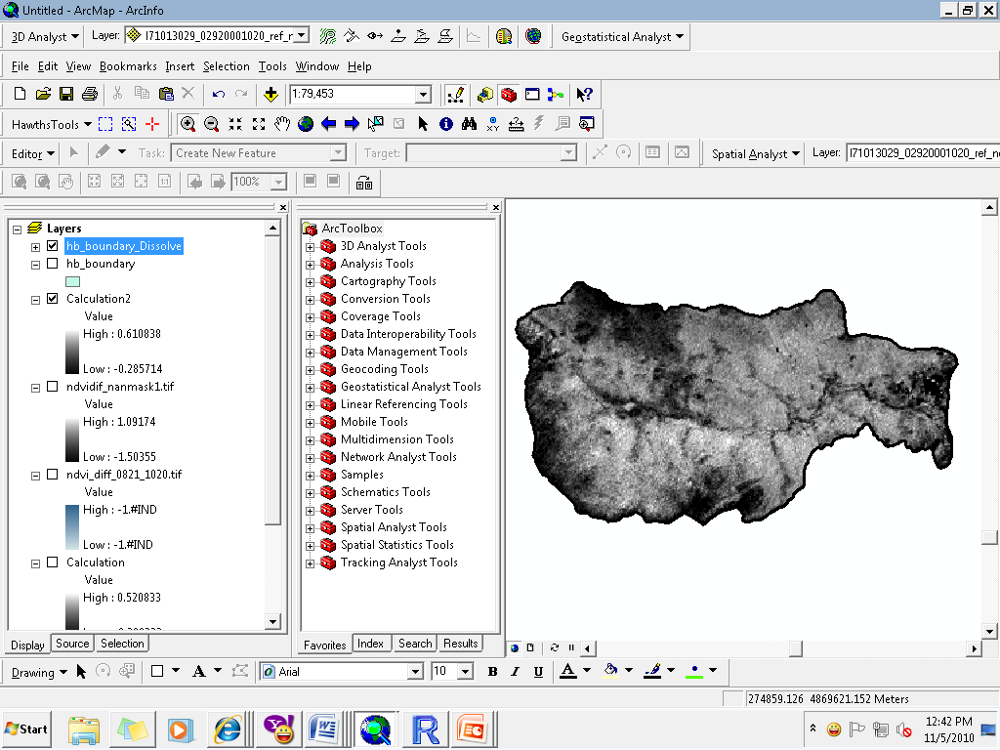 Untitled - ArcMap - ArcInfo
3D Analyst Layer: l71013029_02920001020_ref_r Geostatistical Analyst
File Edit View Bookmarks Insert Selection Tools Window Help
1:79,453
HawthsTools
Editor Task: Create New Feature Target: Spatial Analyst Layer: l71013029_02920001020_ref_n
100%
Layers
hb_boundary_Dissolve
hb_boundary
Calculation2
Value
High : 0.610838
Low : -0.285714
ndvidif_nanmask1.tif
Value
High : 1.09174
Low : -1.50355
ndvi_diff_0821_1020.tif
Value
High : -1.#IND
Low : -1.#IND
Calculation
Value
High : 0.520833
Display Source Selection
ArcToolbox
3D Analyst Tools
Analysis Tools
Cartography Tools
Conversion Tools
Coverage Tools
Data Interoperability Tools
Data Management Tools
Geocoding Tools
Geostatistical Analyst Tools
Linear Referencing Tools
Mobile Tools
Multidimension Tools
Network Analyst Tools
Samples
Schematics Tools
Server Tools
Spatial Analyst Tools
Spatial Statistics Tools
Tracking Analyst Tools
Favorites Index Search Results
Drawing A Arial 10 B I U A
274859.126 4869621.152 Meters
Start
12:42 PM
11/5/2010